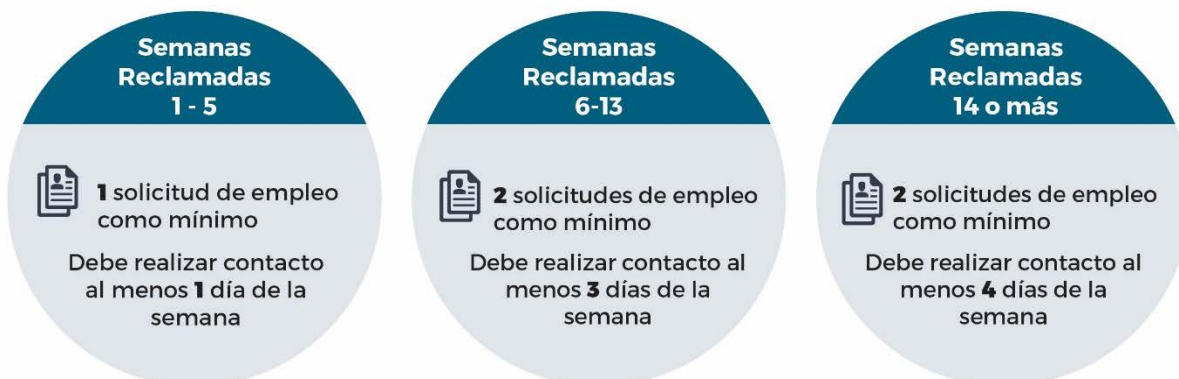 Semanas
Reclamadas
1 - 5
1 solicitud de empleo
como mínimo
Debe realizar contacto
al menos 1 día de la
semana
Semanas
Reclamadas
6-13
2 solicitudes de empleo
como mínimo
Debe realizar contacto al
menos 3 días de la
semana
Semanas
Reclamadas
14 o más
2 solicitudes de empleo
como mínimo
Debe realizar contacto al
menos 4 días de la
semana